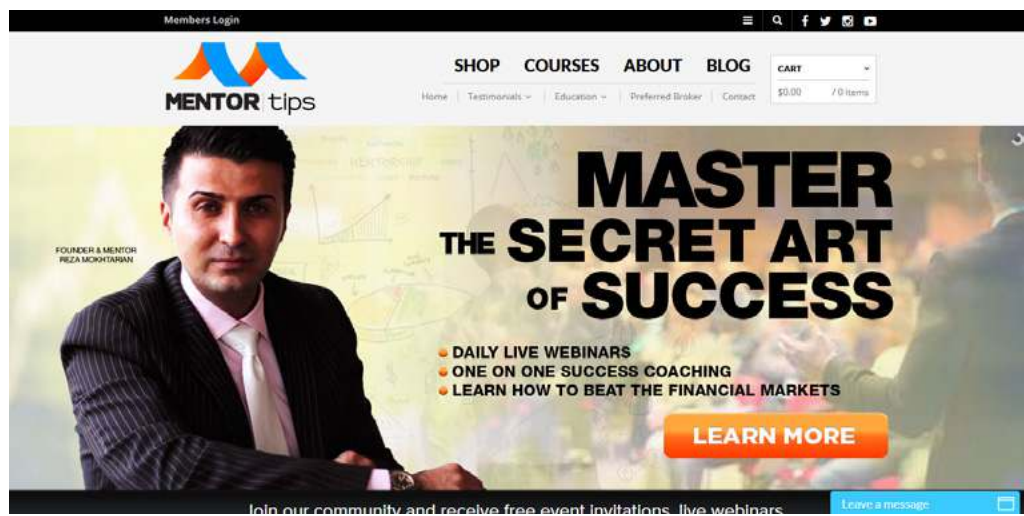 Members Login
MENTOR tips
SHOP COURSES ABOUT BLOG
Home Testimonials Education Preferred Broker Contact
CART
$0.00 / 0 Items
FOUNDER & MENTOR
REZA MOKHTARIAN
MASTER
THE SECRET ART
OF SUCCESS
DAILY LIVE WEBINARS
ONE ON ONE SUCCESS COACHING
LEARN HOW TO BEAT THE FINANCIAL MARKETS
LEARN MORE
Join our community and receive free event invitations, live webinars
Leave a message